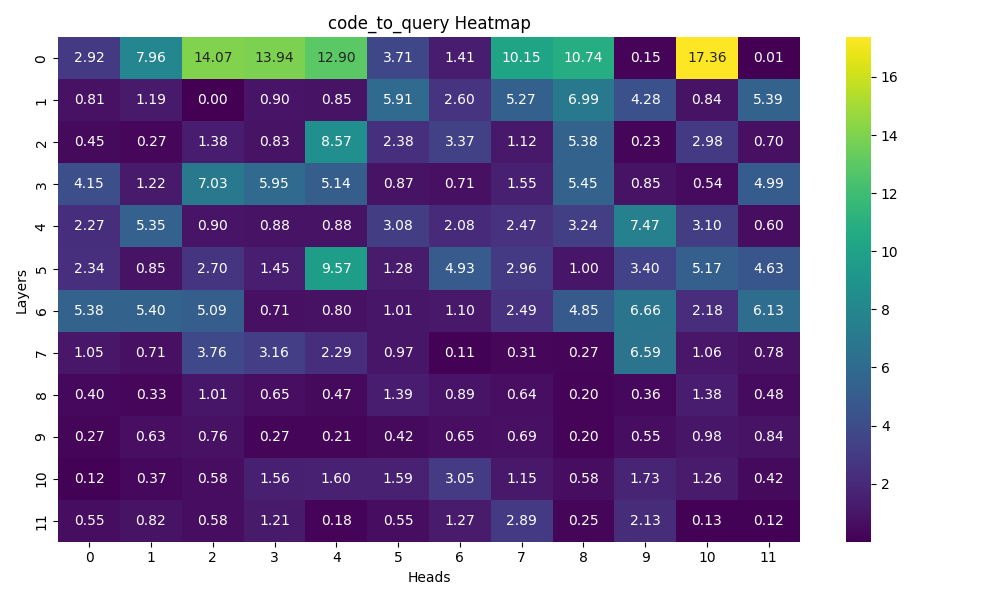 code_to_query Heatmap
0 2.92 7.96 14.07 13.94 12.90 3.71 1.41 10.15 10.74 0.15 17.36 0.01
1 0.81 1.19 0.00 0.90 0.85 5.91 2.60 5.27 6.99 4.28 0.84 5.39
2 0.45 0.27 1.38 0.83 8.57 2.38 3.37 1.12 5.38 0.23 2.98 0.70
3 4.15 1.22 7.03 5.95 5.14 0.87 0.71 1.55 5.45 0.85 0.54 4.99
4 2.27 5.35 0.90 0.88 0.88 3.08 2.08 2.47 3.24 7.47 3.10 0.60
5 2.34 0.85 2.70 1.45 9.57 1.28 4.93 2.96 1.00 3.40 5.17 4.63
6 5.38 5.40 5.09 0.71 0.80 1.01 1.10 2.49 4.85 6.66 2.18 6.13
7 1.05 0.71 3.76 3.16 2.29 0.97 0.11 0.31 0.27 6.59 1.06 0.78
8 0.40 0.33 1.01 0.65 0.47 1.39 0.89 0.64 0.20 0.36 1.38 0.48
9 0.27 0.63 0.76 0.27 0.21 0.42 0.65 0.69 0.20 0.55 0.98 0.84
10 0.12 0.37 0.58 1.56 1.60 1.59 3.05 1.15 0.58 1.73 1.26 0.42
11 0.55 0.82 0.58 1.21 0.18 0.55 1.27 2.89 0.25 2.13 0.13 0.12
0 1 2 3 4 5 6 7 8 9 10 11
Heads
Layers
16
14
12
10
8
6
4
2